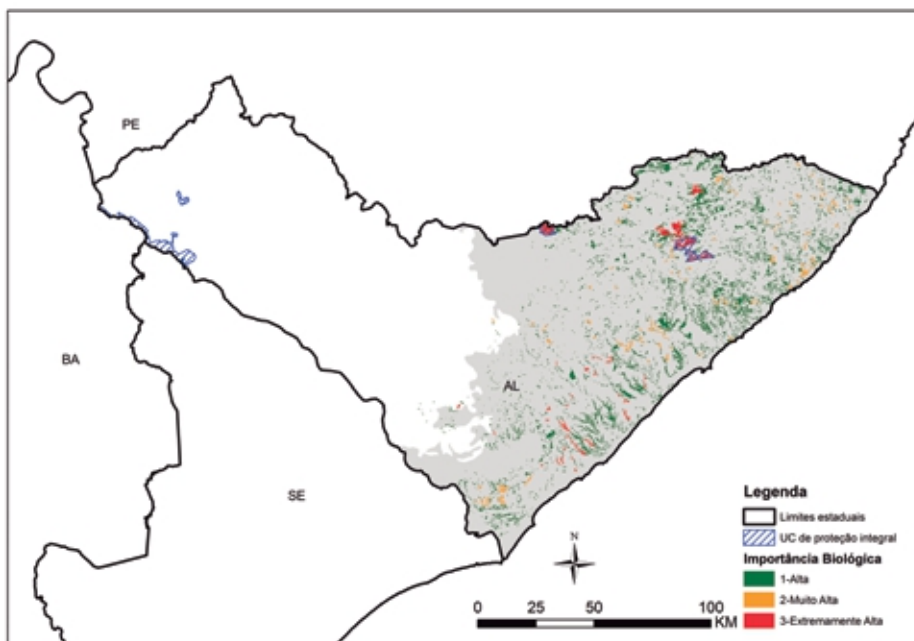 PE
BA
AL
SE
N
Legenda
Limites estaduais
UC de proteção integral
Importância Biológica
1-Alta
2-Muito Alta
3-Extremamente Alta
0 25 50 100
KM